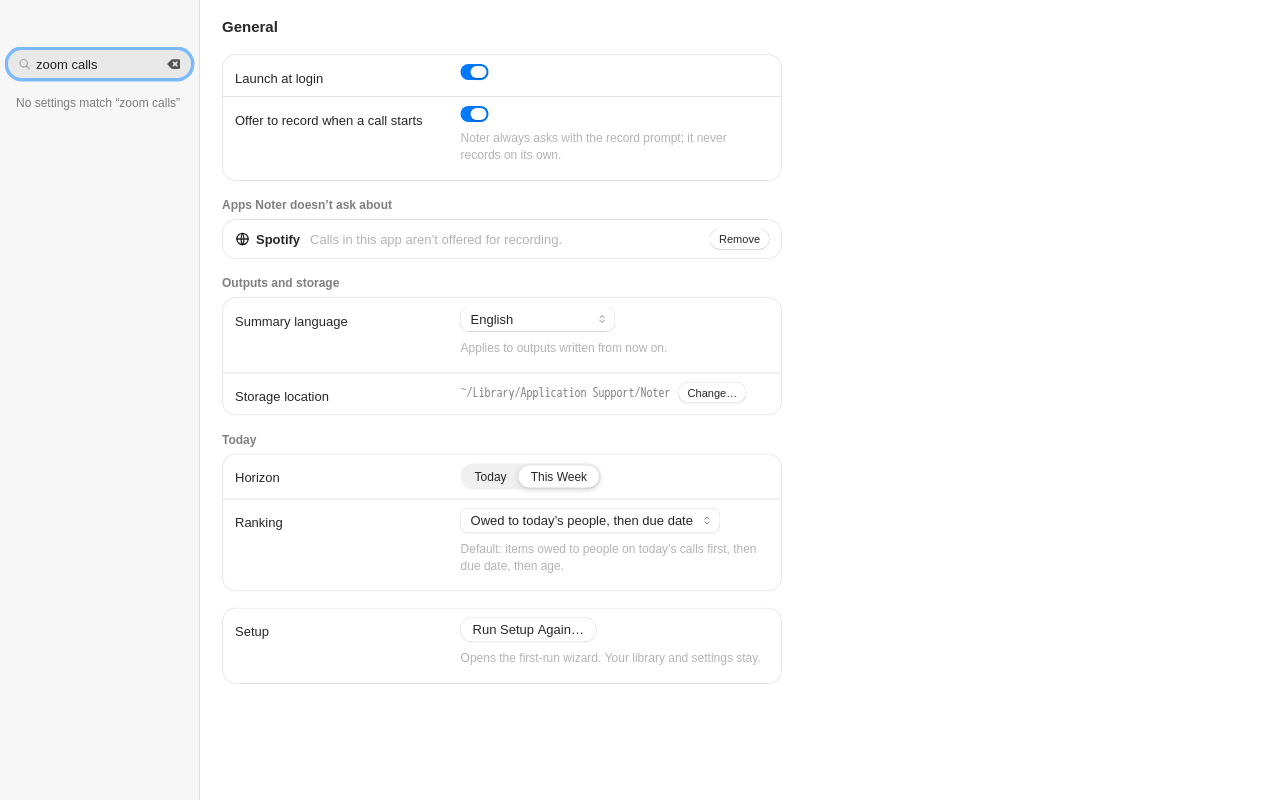 zoom calls
No settings match “zoom calls”
General
Launch at login
Offer to record when a call starts
Noter always asks with the record prompt; it never
records on its own.
Apps Noter doesn’t ask about
Spotify Calls in this app aren’t offered for recording. Remove
Outputs and storage
Summary language English
Applies to outputs written from now on.
Storage location ~/Library/Application Support/Noter Change…
Today
Horizon Today This Week
Ranking Owed to today’s people, then due date
Default: items owed to people on today’s calls first, then
due date, then age.
Setup Run Setup Again…
Opens the first-run wizard. Your library and settings stay.